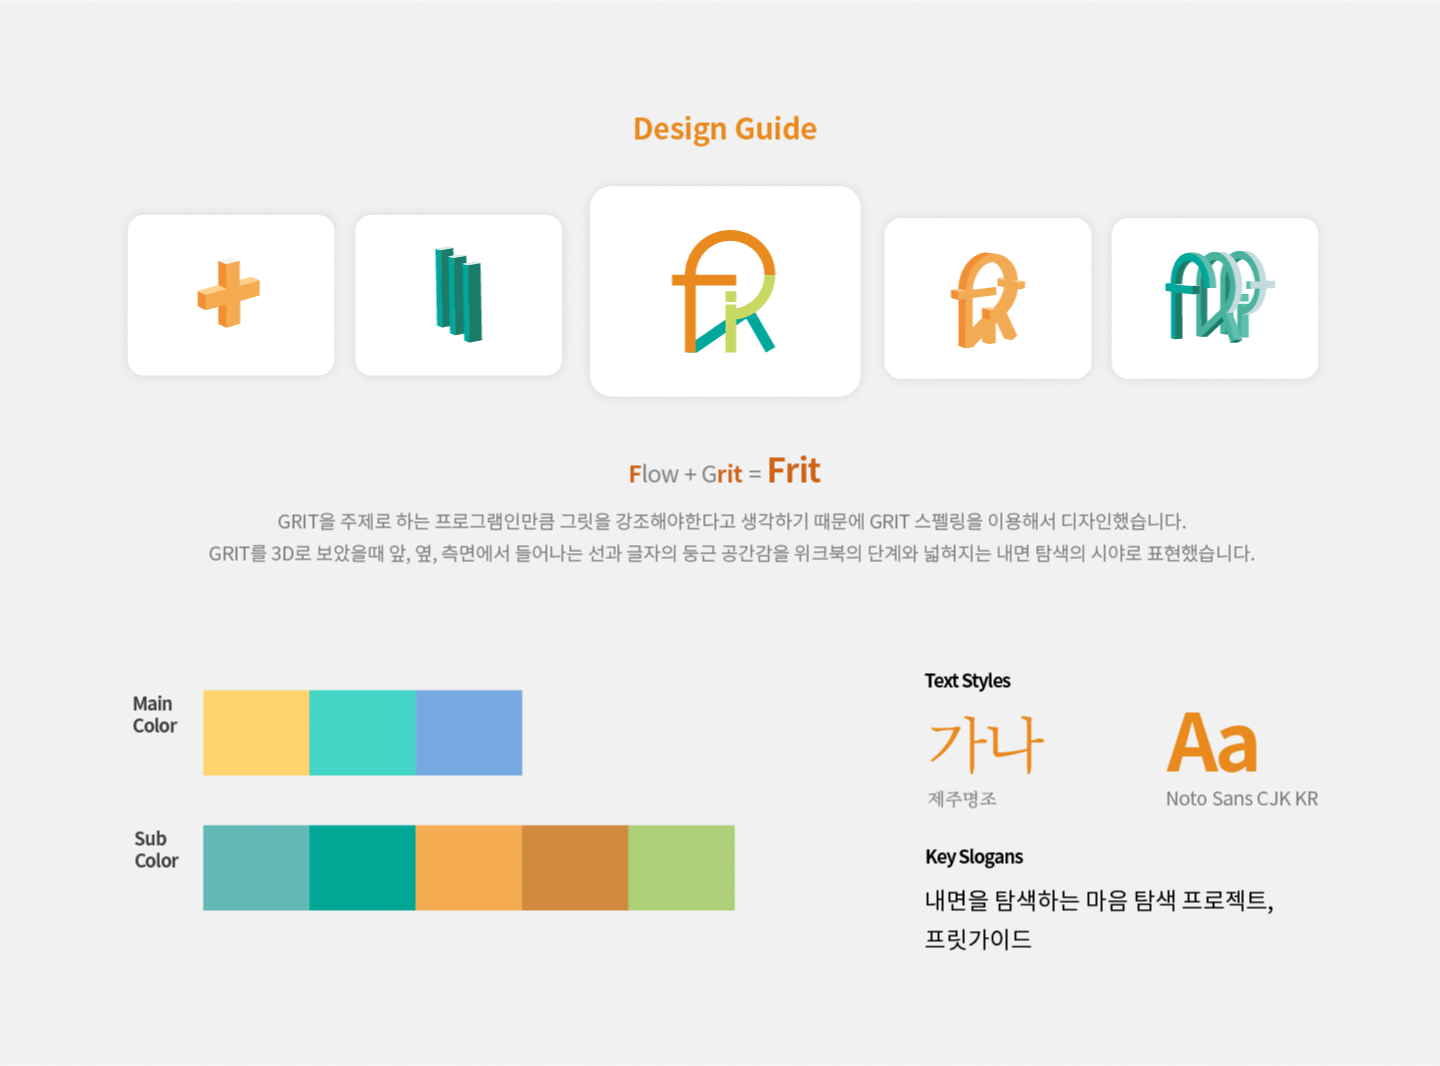 Design Guide
Flow + Grit = Frit
GRIT을 주제로 하는 프로그램인만큼 그릿을 강조해야한다고 생각하기 때문에 GRIT 스펠링을 이용해서 디자인했습니다.
GRIT를 3D로 보았을때 앞, 옆, 측면에서 들어나는 선과 글자의 둥근 공간감을 위크북의 단계와 넓혀지는 내면 탐색의 시야로 표현했습니다.
Main
Color
Sub
Color
Text Styles
가나
Aa
제주명조
Noto Sans CJK KR
Key Slogans
내면을 탐색하는 마음 탐색 프로젝트,
프릿가이드